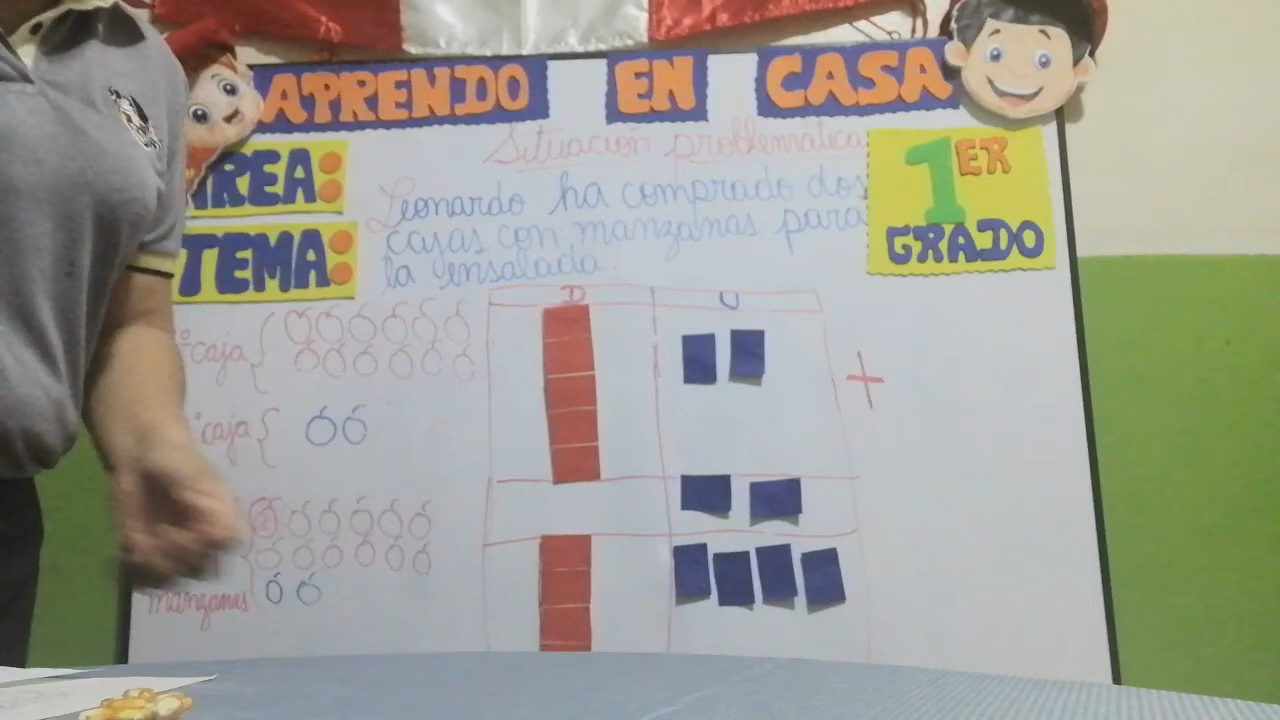 APRENDO EN CASA
Situación problemática
ÁREA:
TEMA:
1ER
GRADO
Leonardo ha comprado dos
cajas con manzanas para
la ensalada.
D U
caja
+
caja
manzanas